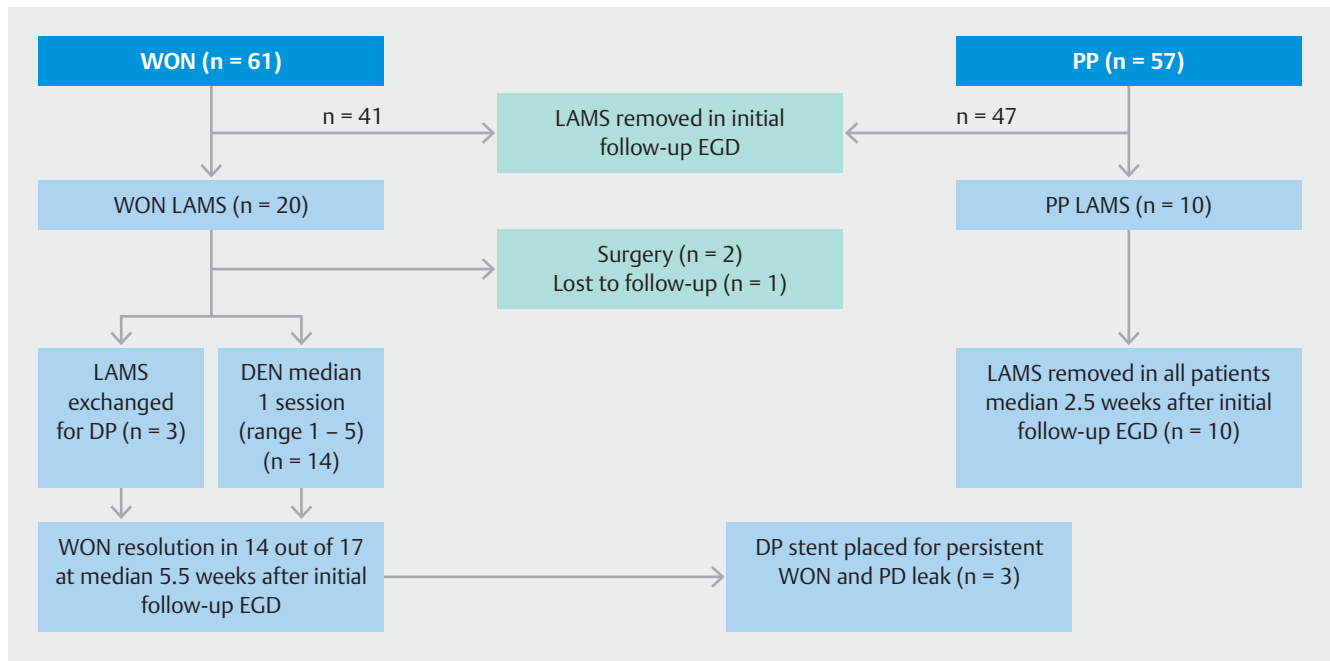 WON (n = 61)
PP (n = 57)
n = 41
LAMS removed in initial
follow-up EGD
n = 47
WON LAMS (n = 20)
PP LAMS (n = 10)
Surgery (n = 2)
Lost to follow-up (n = 1)
LAMS
exchanged
for DP (n = 3)
DEN median
1 session
(range 1 – 5)
(n = 14)
LAMS removed in all patients
median 2.5 weeks after initial
follow-up EGD (n = 10)
WON resolution in 14 out of 17
at median 5.5 weeks after initial
follow-up EGD
DP stent placed for persistent
WON and PD leak (n = 3)